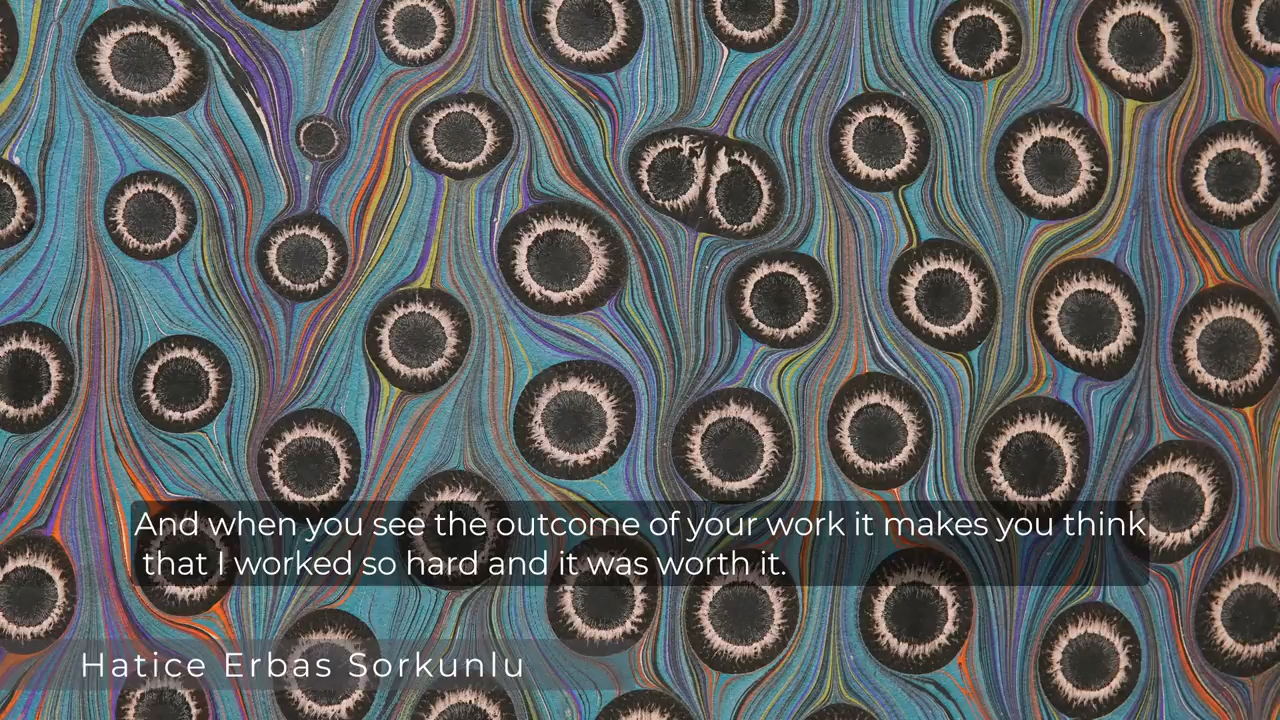 And when you see the outcome of your work it makes you think
that I worked so hard and it was worth it.
Hatice Erbas Sorkunlu